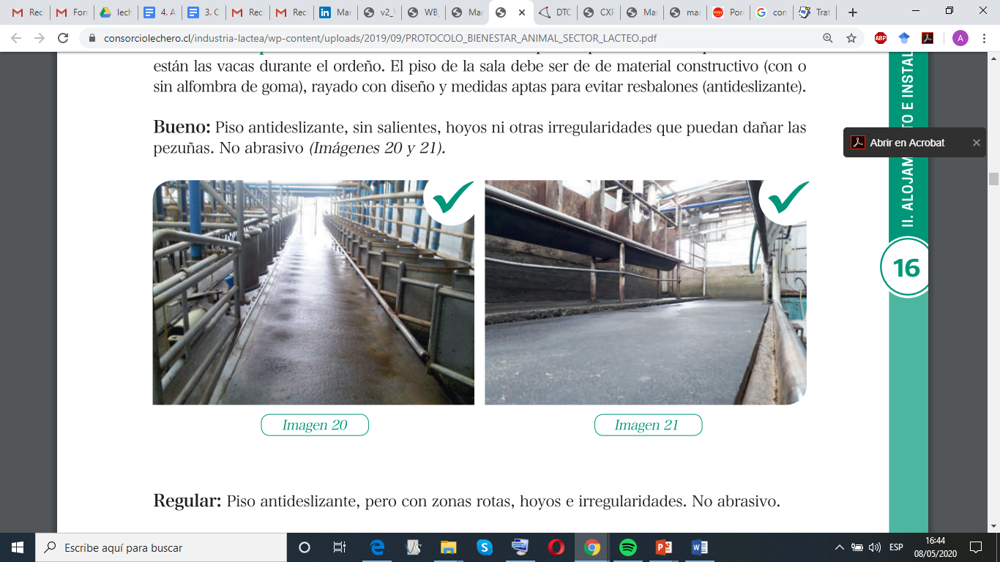 Rec
For
lech
4. A
3. C
Rec
Rec
Mar
v2_
WB_
Mar
DTC
CXP
Mar
mar
Por
con
Trat
consorciolechero.cl/industria-lactea/wp-content/uploads/2019/09/PROTOCOLO_BIENESTAR_ANIMAL_SECTOR_LACTEO.pdf
ABP
A
están las vacas durante el ordeño. El piso de la sala debe ser de de material constructivo (con o
sin alfombra de goma), rayado con diseño y medidas aptas para evitar resbalones (antideslizante).
Bueno: Piso antideslizante, sin salientes, hoyos ni otras irregularidades que puedan dañar las
pezuñas. No abrasivo (Imágenes 20 y 21).
Abrir en Acrobat
II. ALOJAM TO E INSTAL
16
Imagen 20
Imagen 21
Regular: Piso antideslizante, pero con zonas rotas, hoyos e irregularidades. No abrasivo.
Escribe aquí para buscar
ESP
16:44
08/05/2020